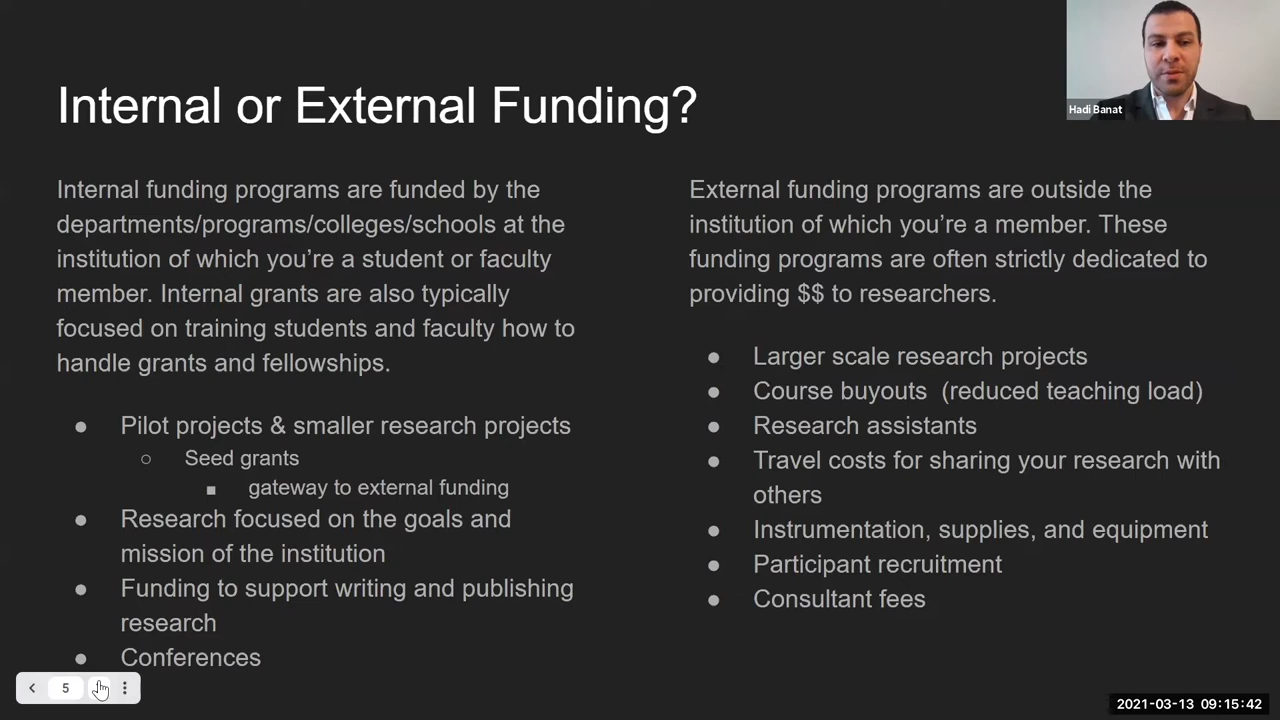 Hadi Banat
Internal or External Funding?
Internal funding programs are funded by the
departments/programs/colleges/schools at the
institution of which you're a student or faculty
member. Internal grants are also typically
focused on training students and faculty how to
handle grants and fellowships.
● Pilot projects & smaller research projects
○ Seed grants
■ gateway to external funding
● Research focused on the goals and
mission of the institution
● Funding to support writing and publishing
research
● Conferences
External funding programs are outside the
institution of which you’re a member. These
funding programs are often strictly dedicated to
providing $$ to researchers.
● Larger scale research projects
● Course buyouts  (reduced teaching load)
● Research assistants
● Travel costs for sharing your research with
others
● Instrumentation, supplies, and equipment
● Participant recruitment
● Consultant fees
5
2021-03-13 09:15:42